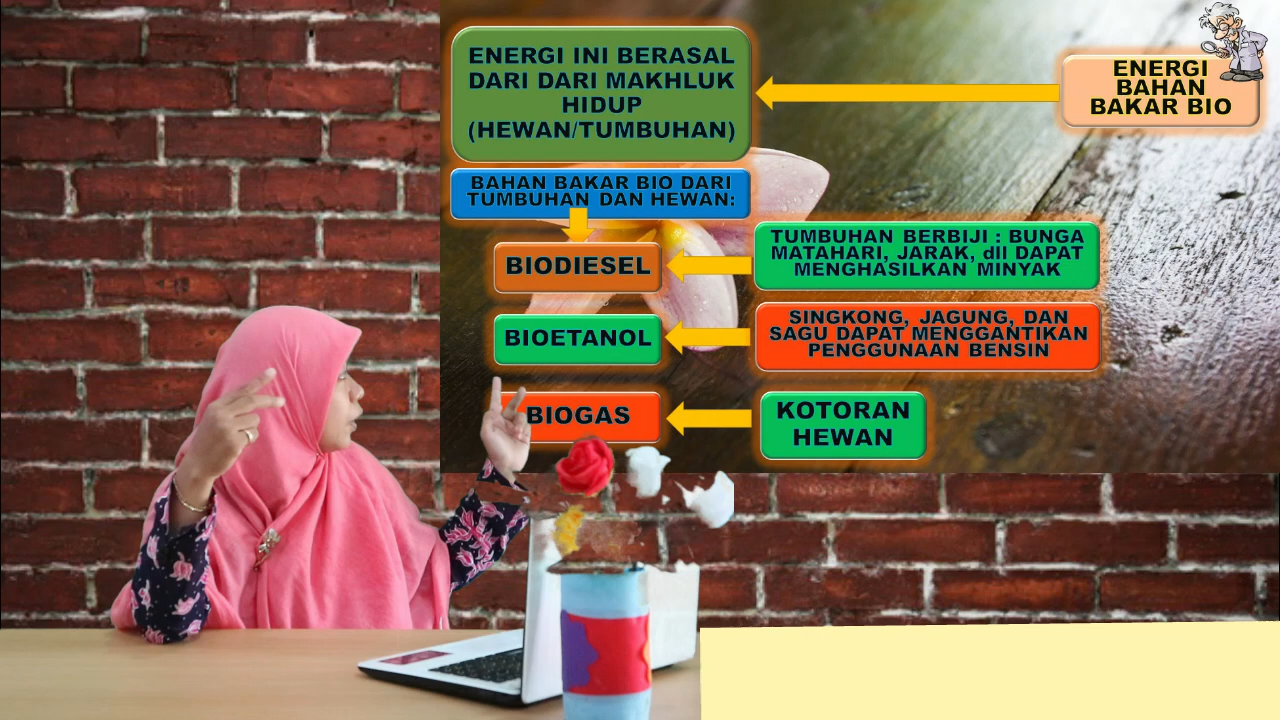 ENERGI INI BERASAL
DARI DARI MAKHLUK
HIDUP
(HEWAN/TUMBUHAN)
ENERGI
BAHAN
BAKAR BIO
BAHAN BAKAR BIO DARI
TUMBUHAN DAN HEWAN:
BIODIESEL
TUMBUHAN BERBIJI : BUNGA
MATAHARI, JARAK, dll DAPAT
MENGHASILKAN MINYAK
BIOETANOL
SINGKONG, JAGUNG, DAN
SAGU DAPAT MENGGANTIKAN
PENGGUNAAN BENSIN
BIOGAS
KOTORAN
HEWAN